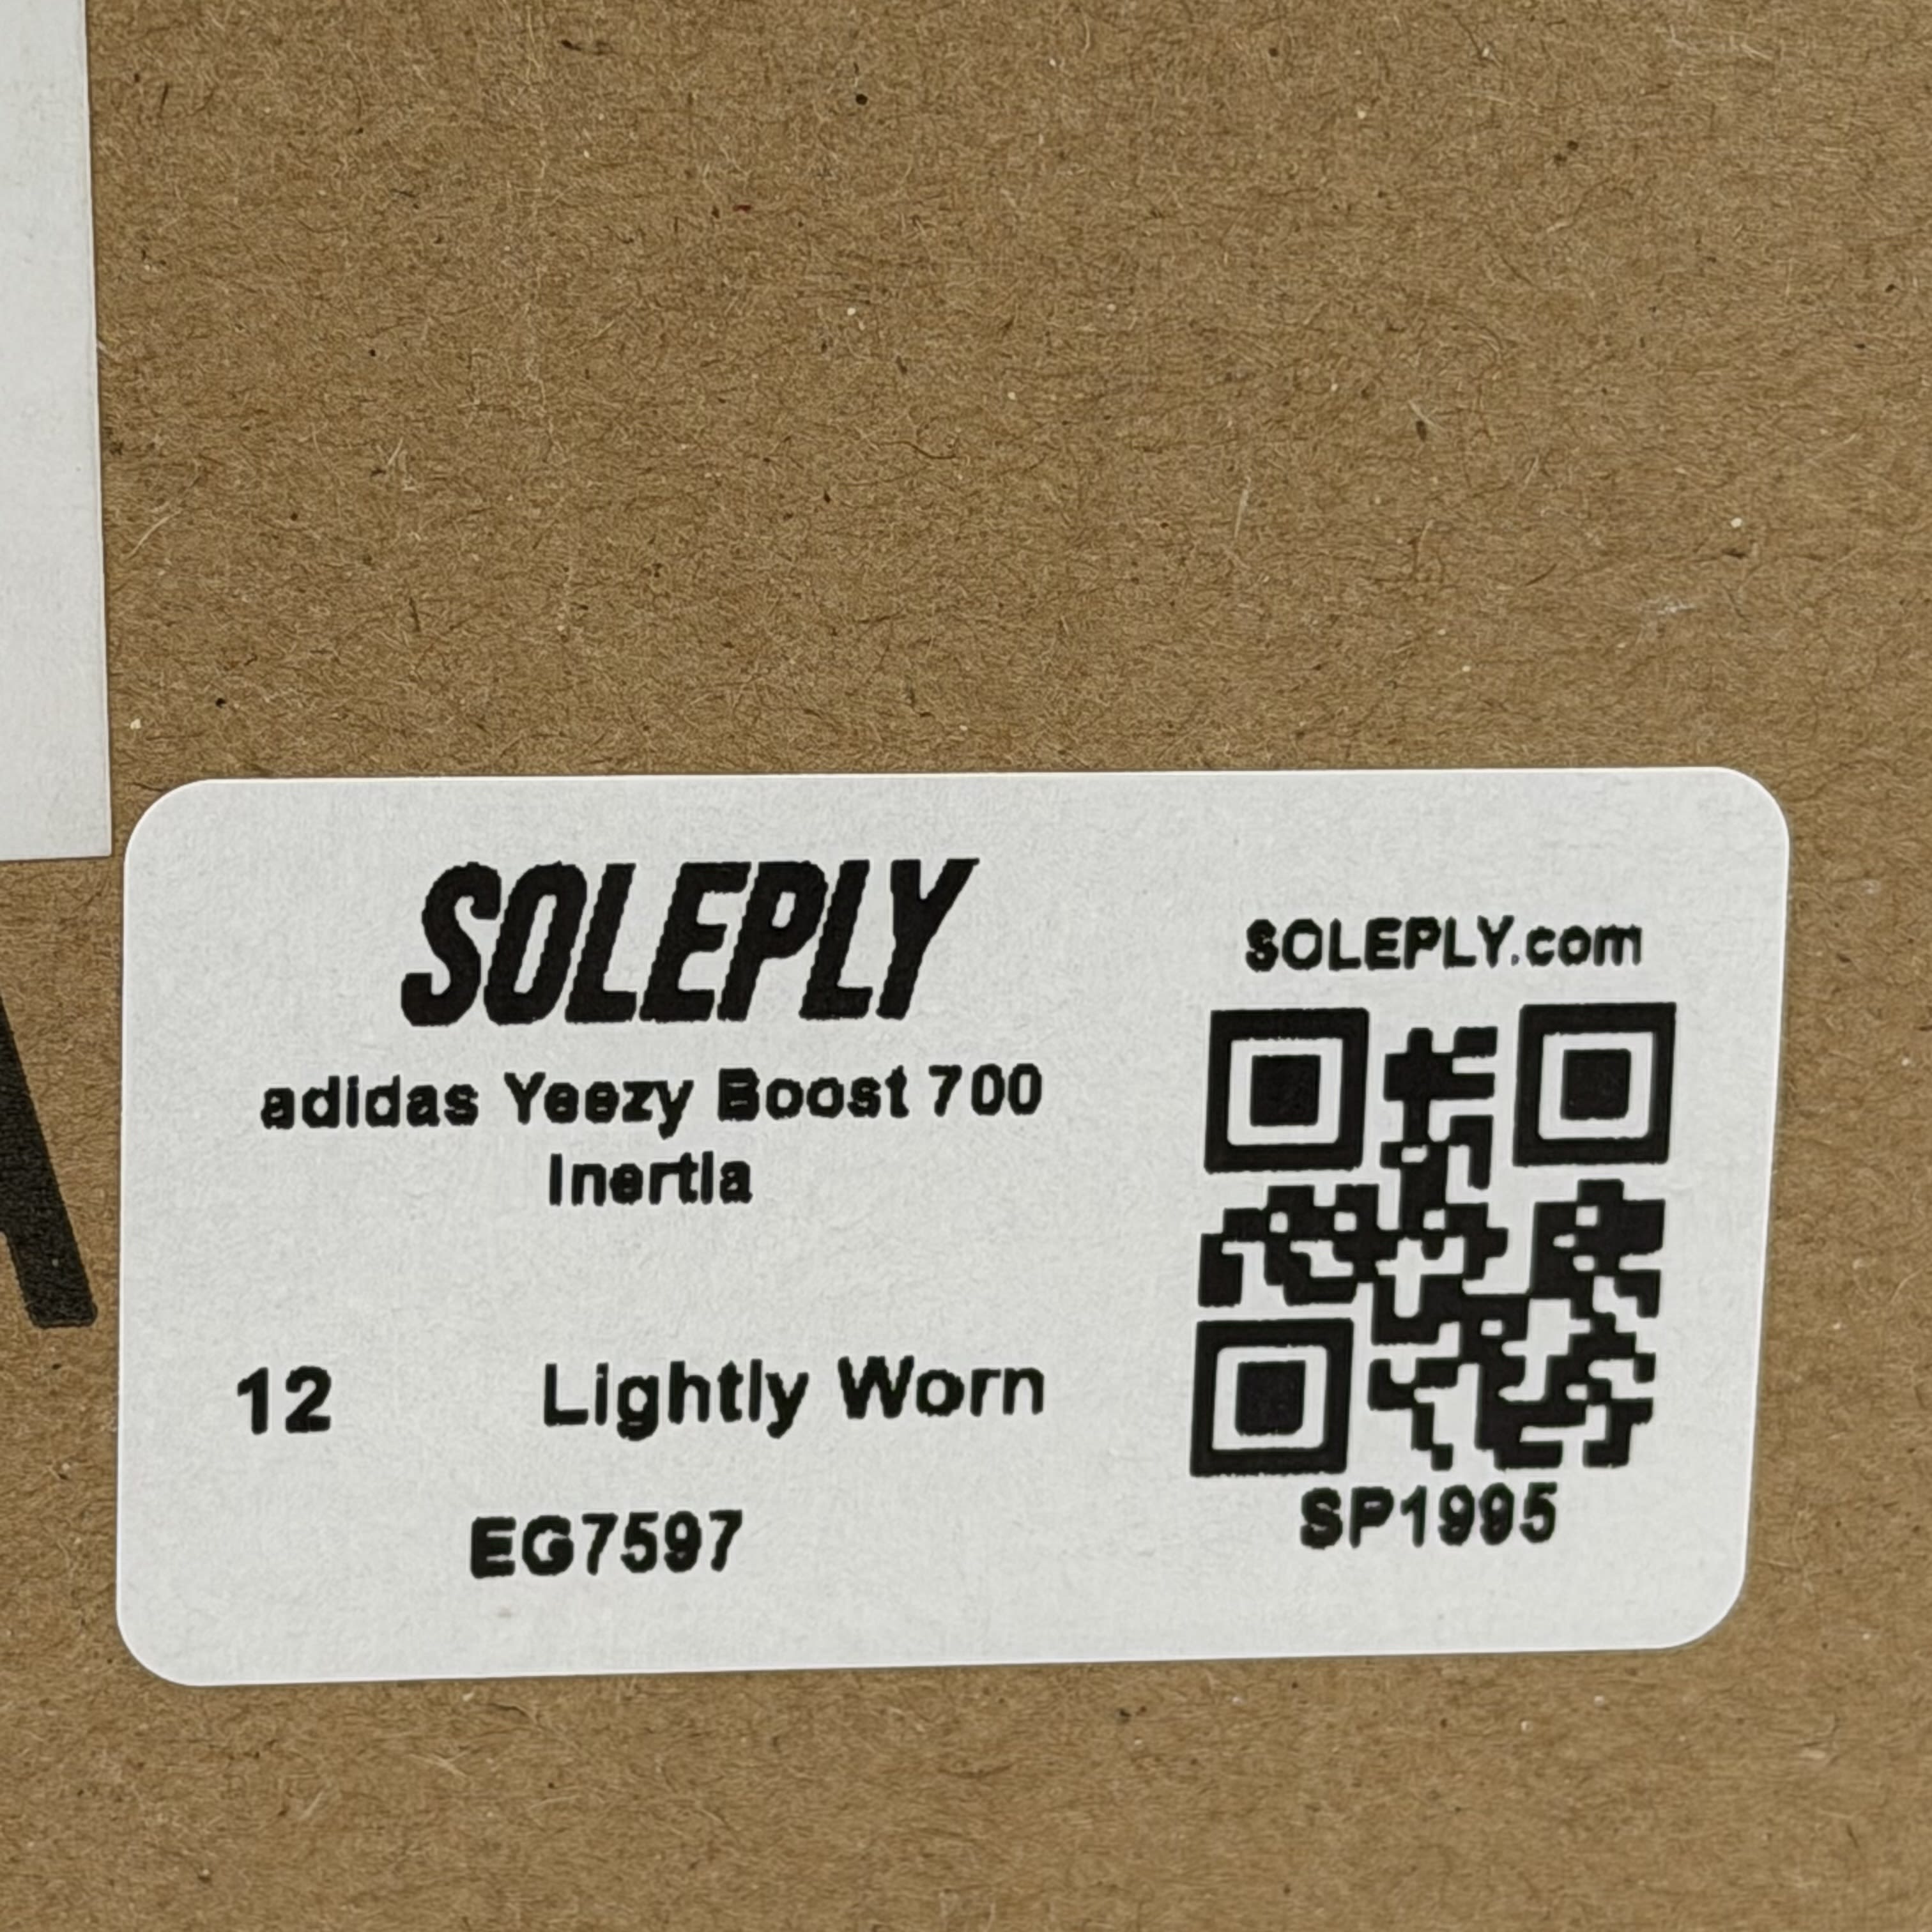 SOLEPLY
adidas Yeezy Boost 700
Inertia
12 Lightly Worn
EG7597
SOLEPLY.com
SP1995